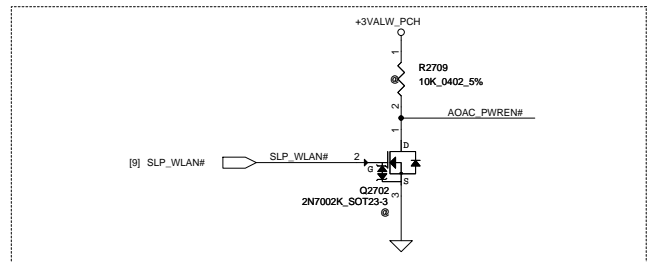 +3VALW_PCH
1
R2709
@
10K_0402_5%
2
AOAC_PWREN#
1
D
[9] SLP_WLAN#
SLP_WLAN#
2
G
S
Q2702
3
2N7002K_SOT23-3
@